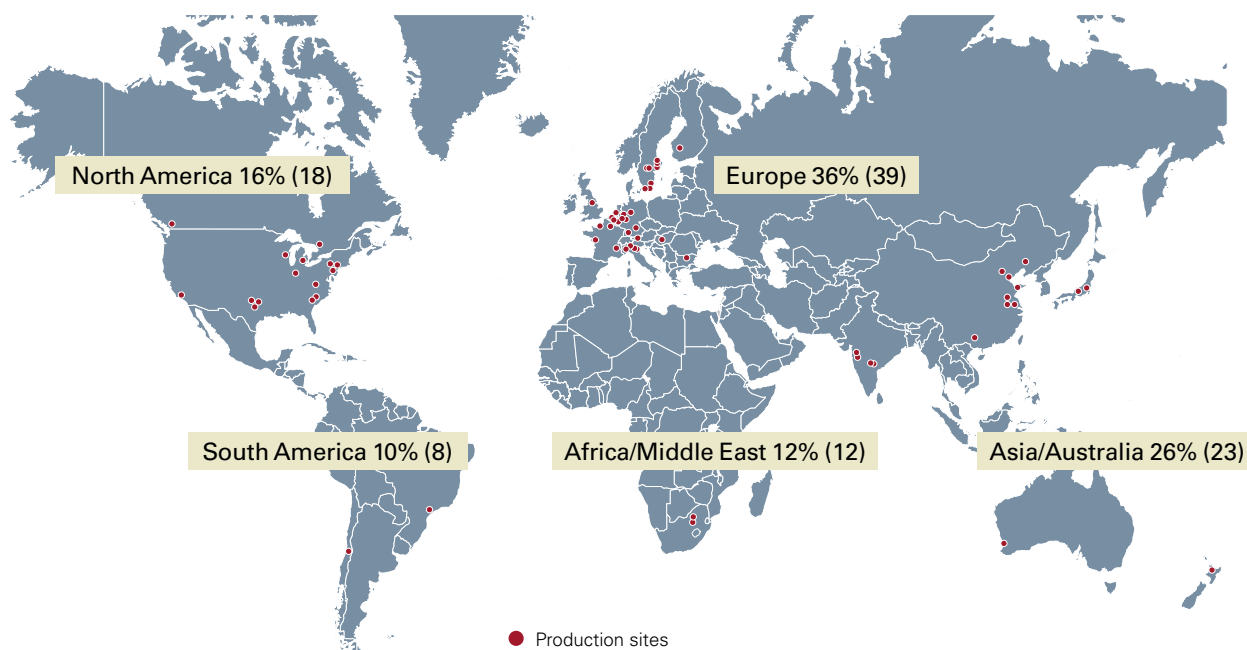 North America 16% (18)
Europe 36% (39)
South America 10% (8)
Africa/Middle East 12% (12)
Asia/Australia 26% (23)
Production sites